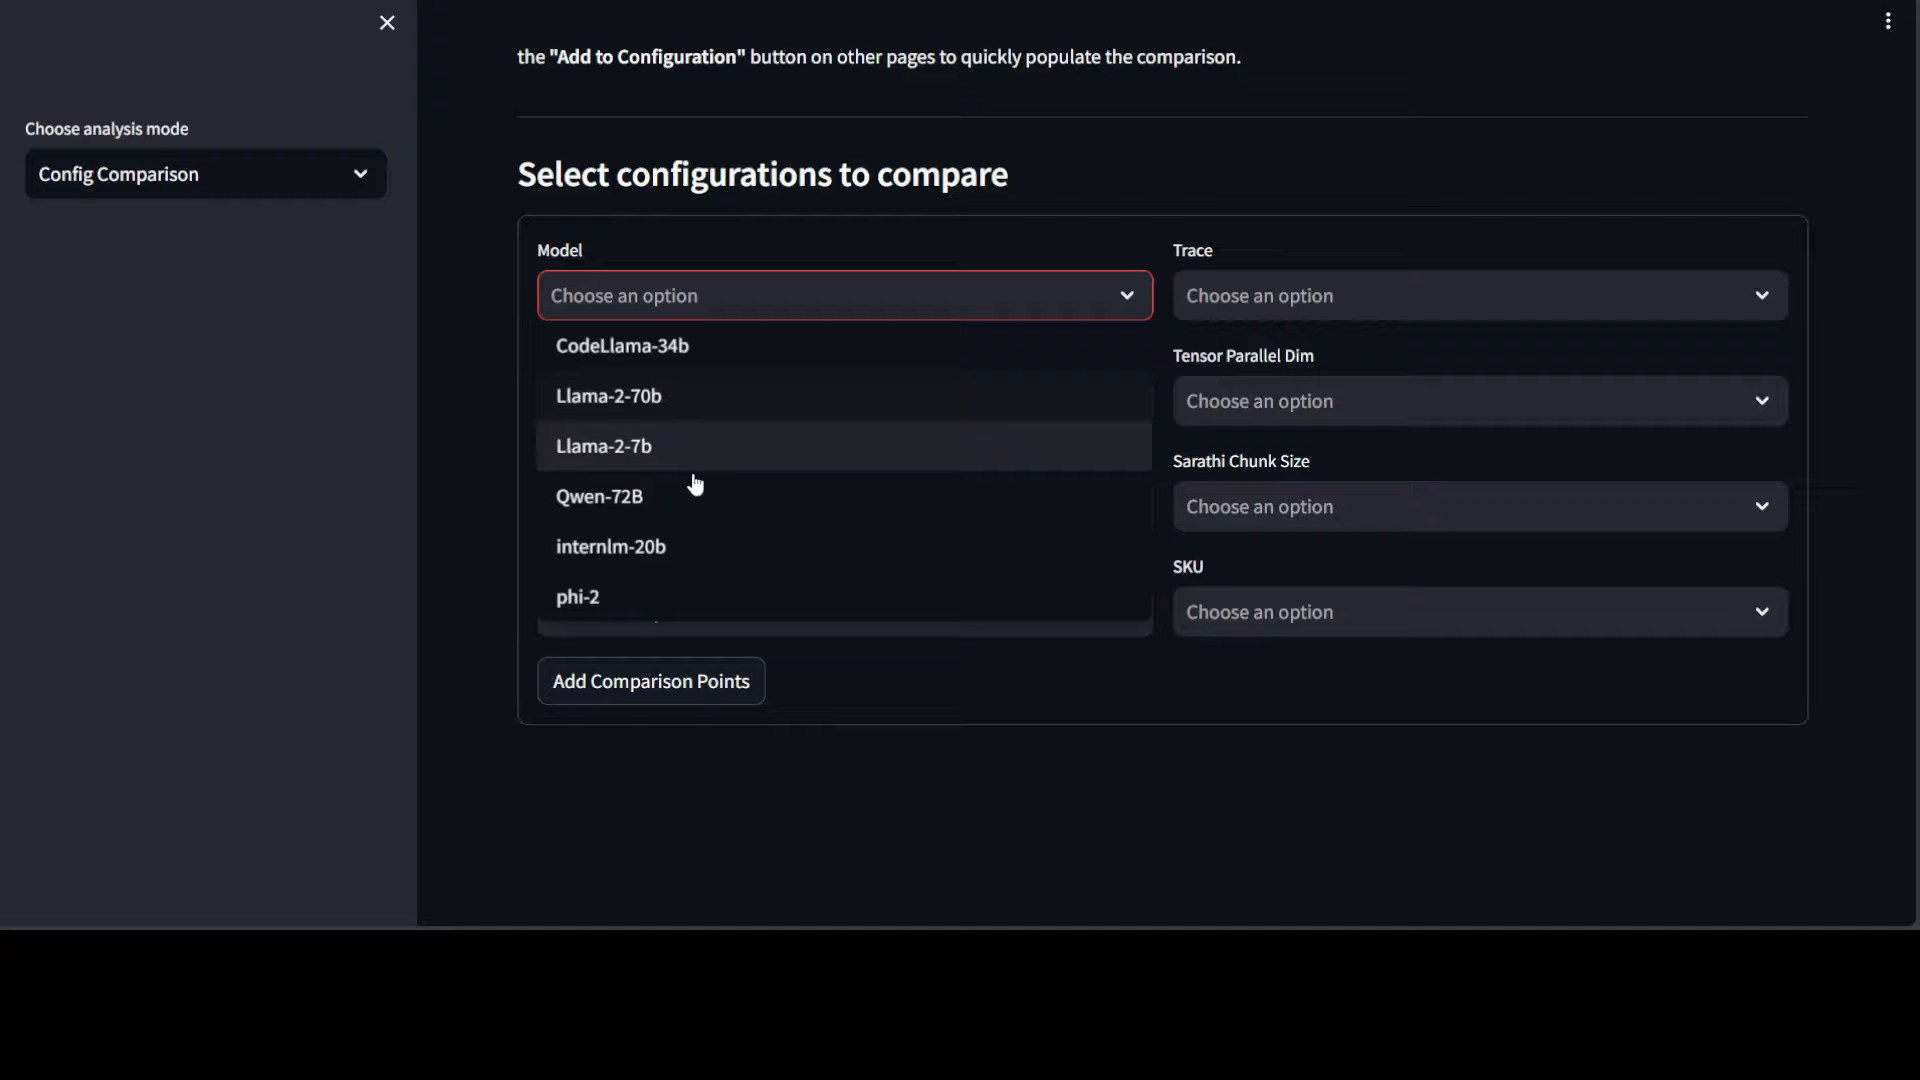 the "Add to Configuration" button on other pages to quickly populate the comparison.
Choose analysis mode
Config Comparison
Select configurations to compare
Model
Choose an option
CodeLlama-34b
Llama-2-70b
Llama-2-7b
Qwen-72B
internlm-20b
phi-2
Trace
Choose an option
Tensor Parallel Dim
Choose an option
Sarathi Chunk Size
Choose an option
SKU
Choose an option
Add Comparison Points